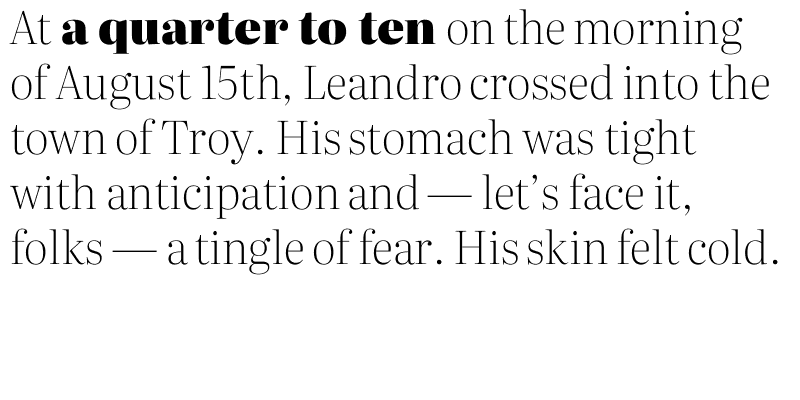 At a quarter to ten on the morning
of August 15th, Leandro crossed into the
town of Troy. His stomach was tight
with anticipation and — let’s face it,
folks — a tingle of fear. His skin felt cold.